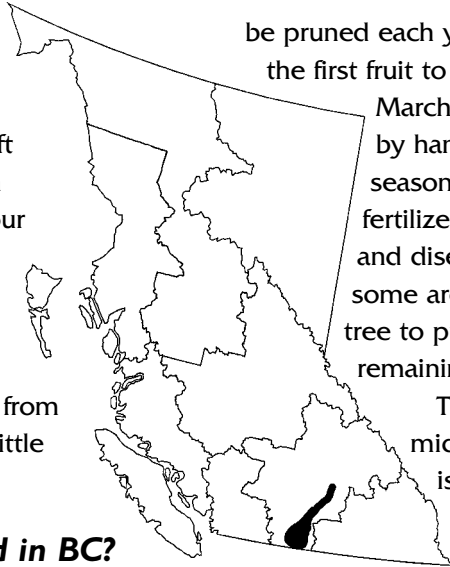 ft
our
from
ittle
d in BC?
be pruned each y
the first fruit to
March
by han
season
fertilize
and dise
some are
tree to p
remainin
T
mic
is